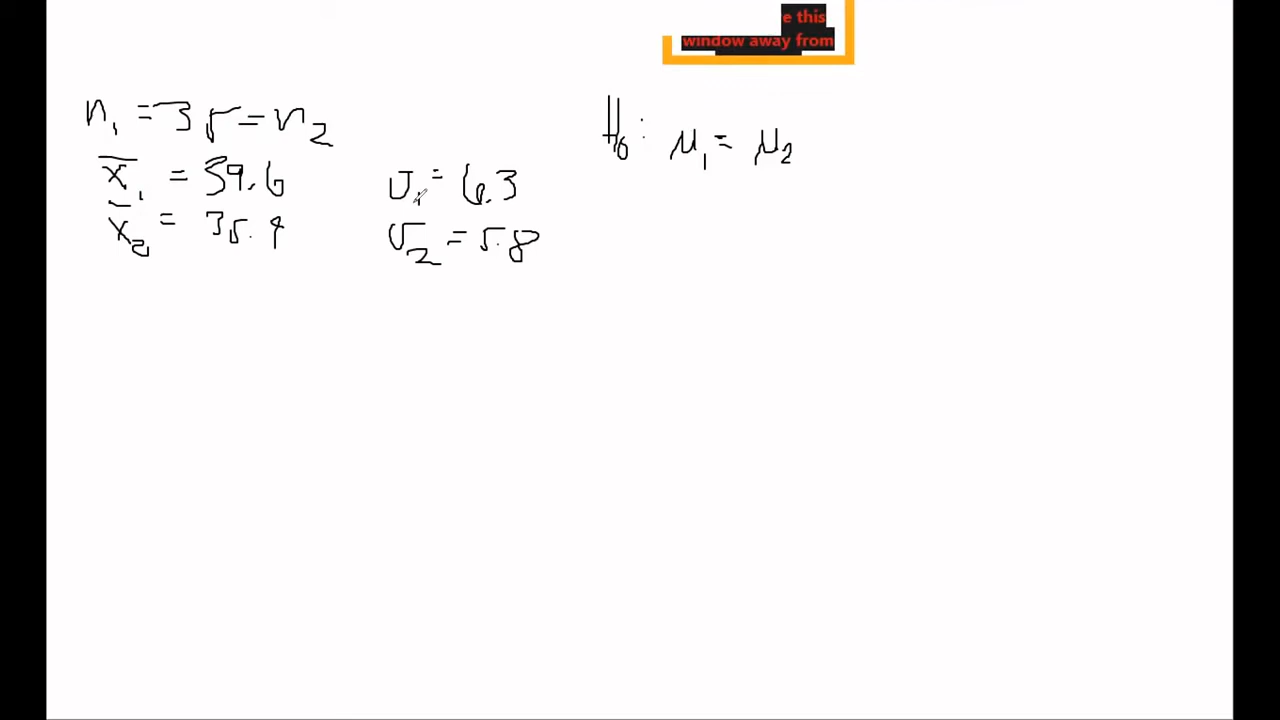 e this
window away from
n₁ = 35 = n₂
x̄₁ = 39.6
σ₁ = 6.3
x̄₂ = 35.4
σ₂ = 5.8
H₀: μ₁ = μ₂